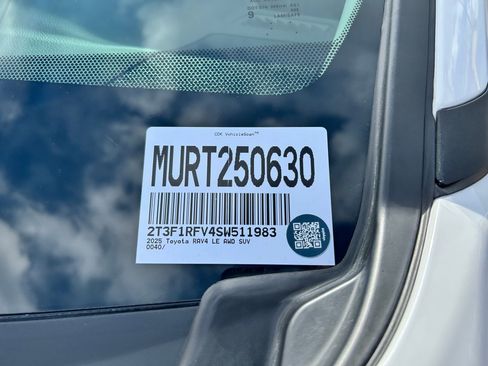 CDK VehicleScan™
MURT250630
2T3F1RFV4SW511983
2025 Toyota RAV4 LE AWD SUV
0040/